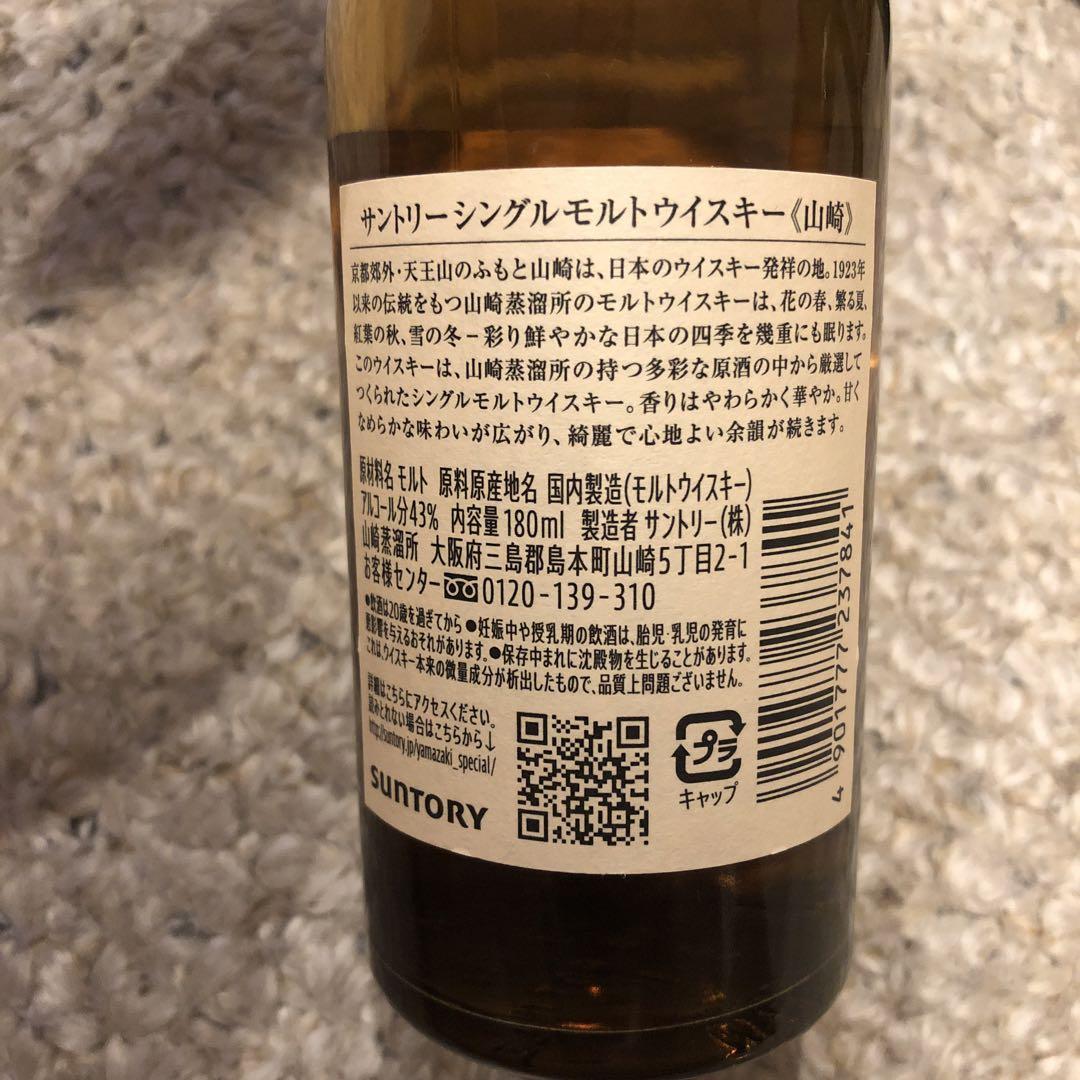 サントリーシングルモルトウイスキー《山崎》
京都郊外・天王山のふもと山崎は、日本のウイスキー発祥の地。1923年
以来の伝統をもつ山崎蒸溜所のモルトウイスキーは、花の春、繁る夏、
紅葉の秋、雪の冬−彩り鮮やかな日本の四季を幾重にも眠ります。
このウイスキーは、山崎蒸溜所の持つ多彩な原酒の中から厳選して
つくられたシングルモルトウイスキー。香りはやわらかく華やか。甘く
なめらかな味わいが広がり、綺麗で心地よい余韻が続きます。
原材料名 モルト 原料原産地名 国内製造(モルトウイスキー)
アルコール分43% 内容量180ml 製造者 サントリー(株)
山崎蒸溜所 大阪府三島郡島本町山崎5丁目2-1
お客様センター 0120-139-310
●飲酒は20歳を過ぎてから ●妊娠中や授乳期の飲酒は、胎児・乳児の発育に
悪影響を与えるおそれがあります。●保存中まれに沈殿物を生じることがあります。
これは、ウイスキー本来の微量成分が析出したもので、品質上問題ございません。
詳細はこちらにアクセスください。
読みとれない場合はこちらから↓
http://suntory.jp/yamazaki_special/
SUNTORY
プラ
キャップ
4 901777 237841